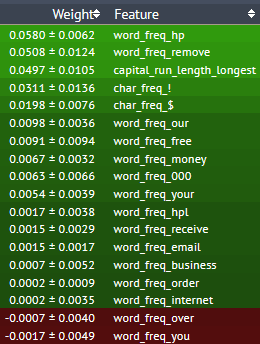 Weight Feature
0.0580 ± 0.0062 word_freq_hp
0.0508 ± 0.0124 word_freq_remove
0.0497 ± 0.0105 capital_run_length_longest
0.0311 ± 0.0136 char_freq_!
0.0198 ± 0.0076 char_freq_$
0.0098 ± 0.0036 word_freq_our
0.0091 ± 0.0094 word_freq_free
0.0067 ± 0.0032 word_freq_money
0.0063 ± 0.0066 word_freq_000
0.0054 ± 0.0039 word_freq_your
0.0017 ± 0.0038 word_freq_hpl
0.0015 ± 0.0029 word_freq_receive
0.0015 ± 0.0017 word_freq_email
0.0007 ± 0.0052 word_freq_business
0.0002 ± 0.0009 word_freq_order
0.0002 ± 0.0035 word_freq_internet
-0.0007 ± 0.0040 word_freq_over
-0.0017 ± 0.0049 word_freq_you